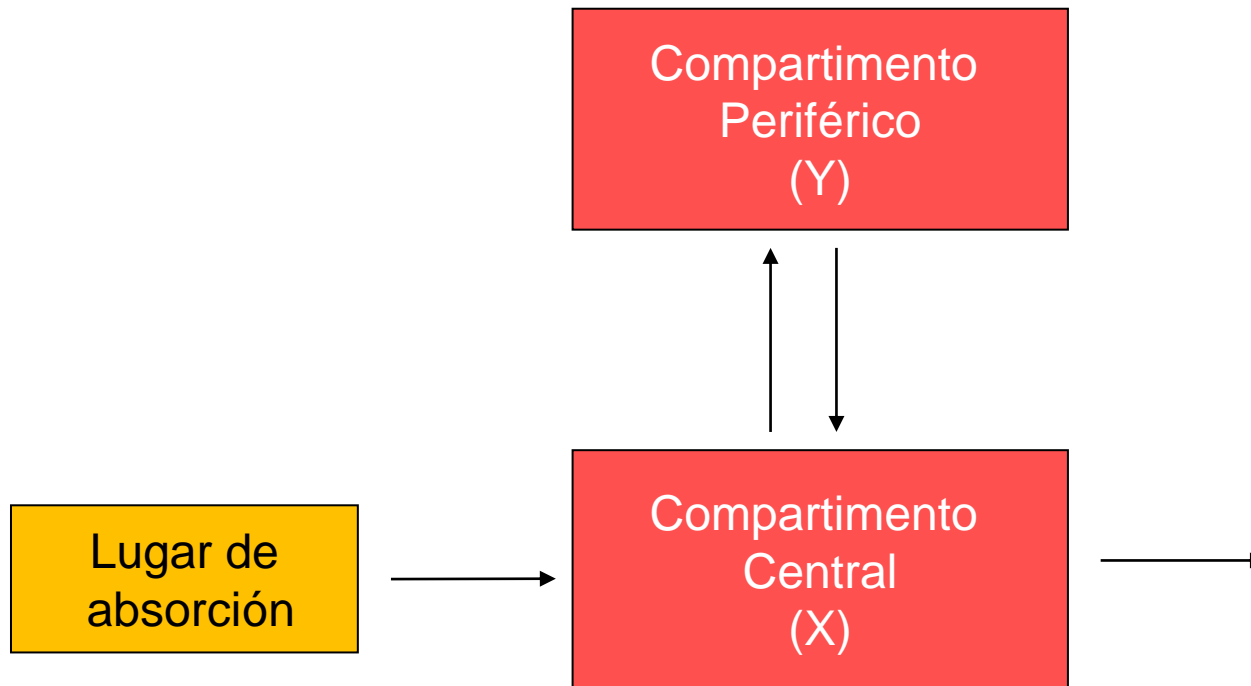 Compartimento
Periférico
(Y)
Lugar de
absorción
Compartimento
Central
(X)